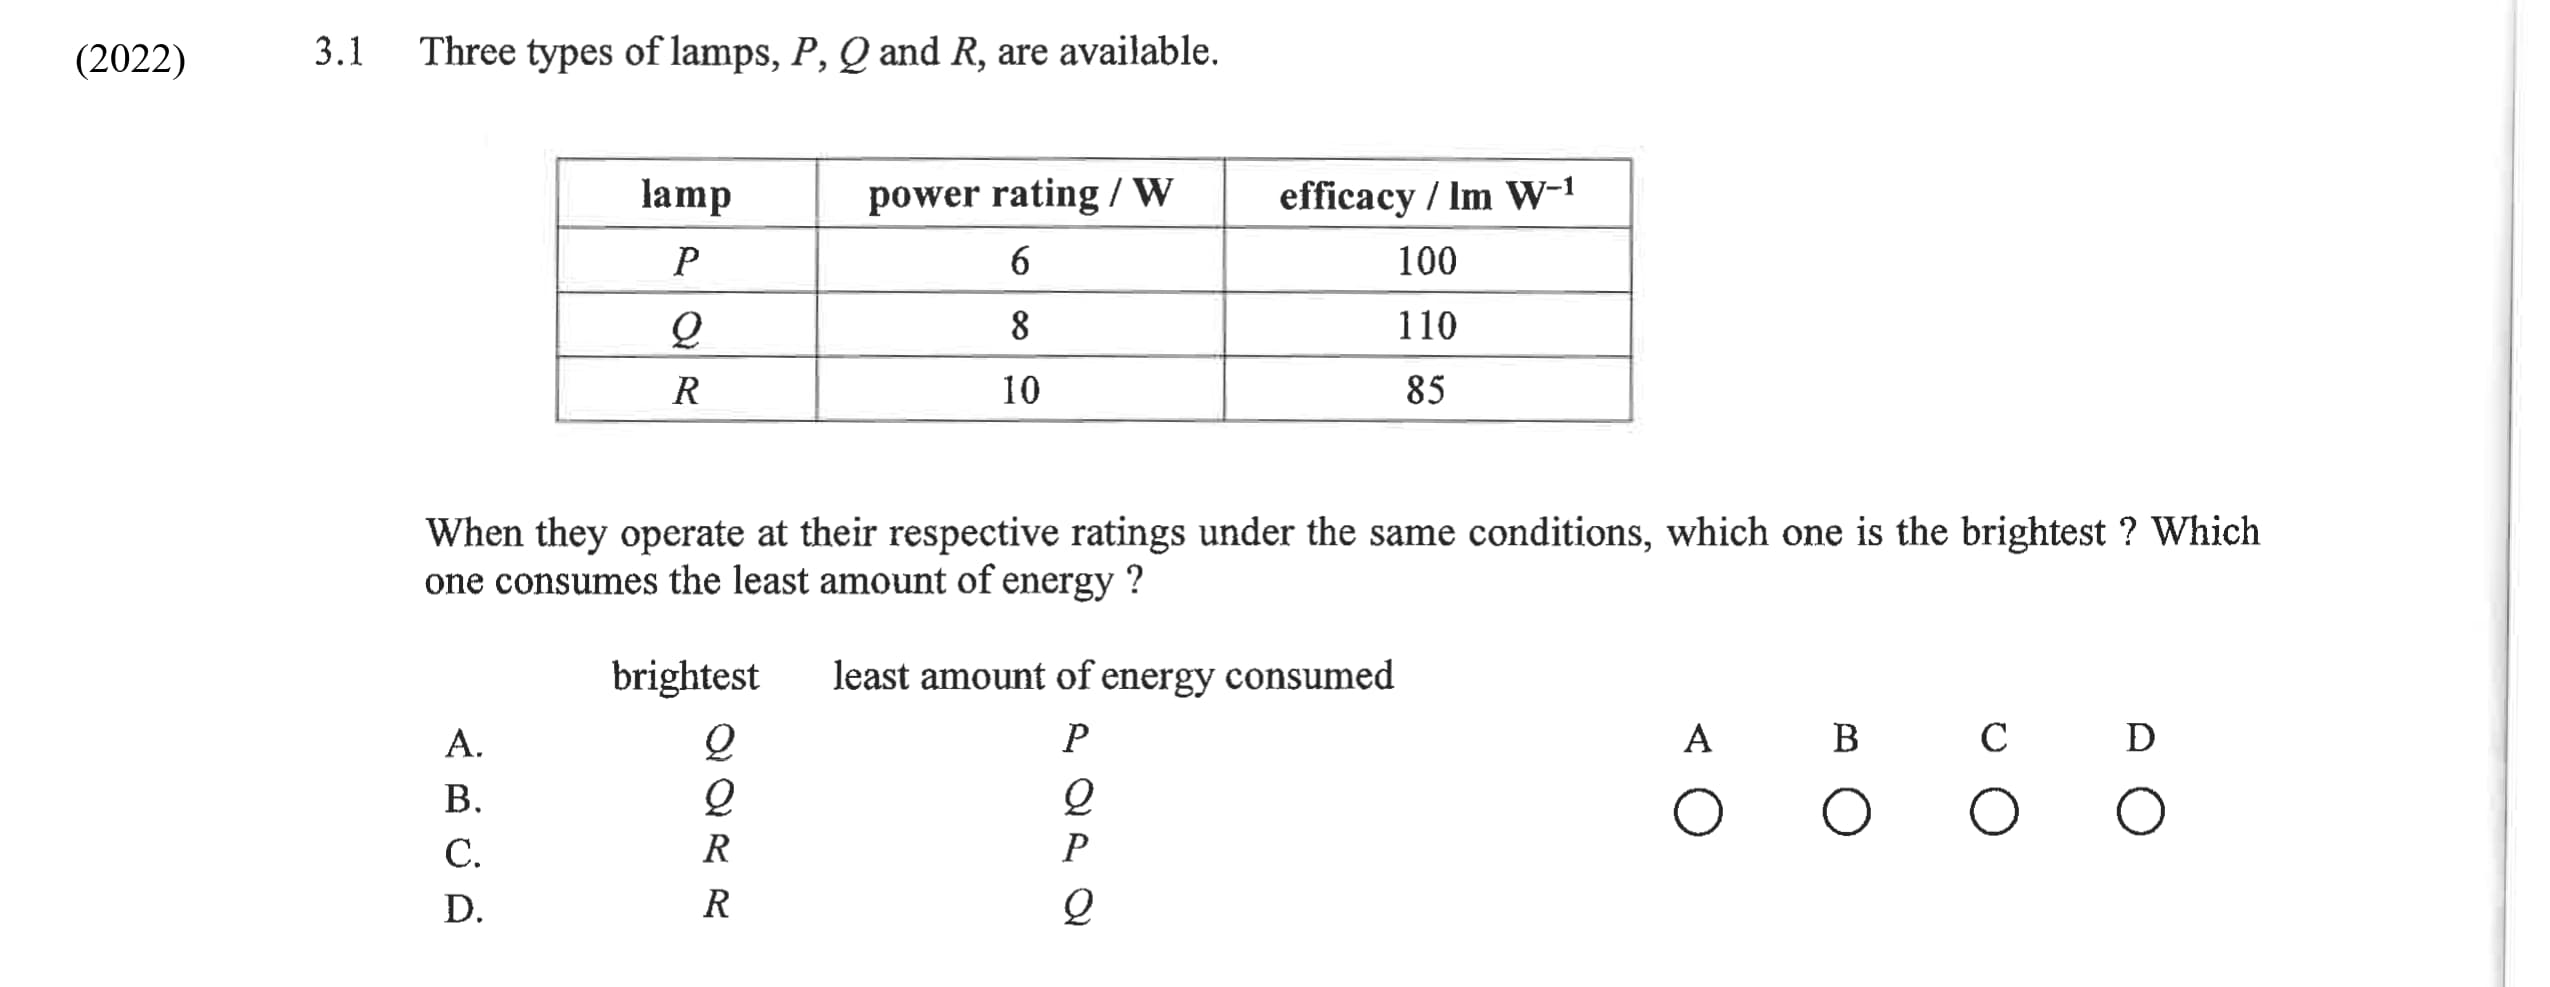 (2022) 3.1 Three types of lamps, P, Q and R, are available.
lamp power rating / W efficacy / lm W⁻¹
P 6 100
Q 8 110
R 10 85
When they operate at their respective ratings under the same conditions, which one is the brightest ? Which
one consumes the least amount of energy ?
brightest least amount of energy consumed
A. Q P A B C D
B. Q Q
C. R P
D. R Q